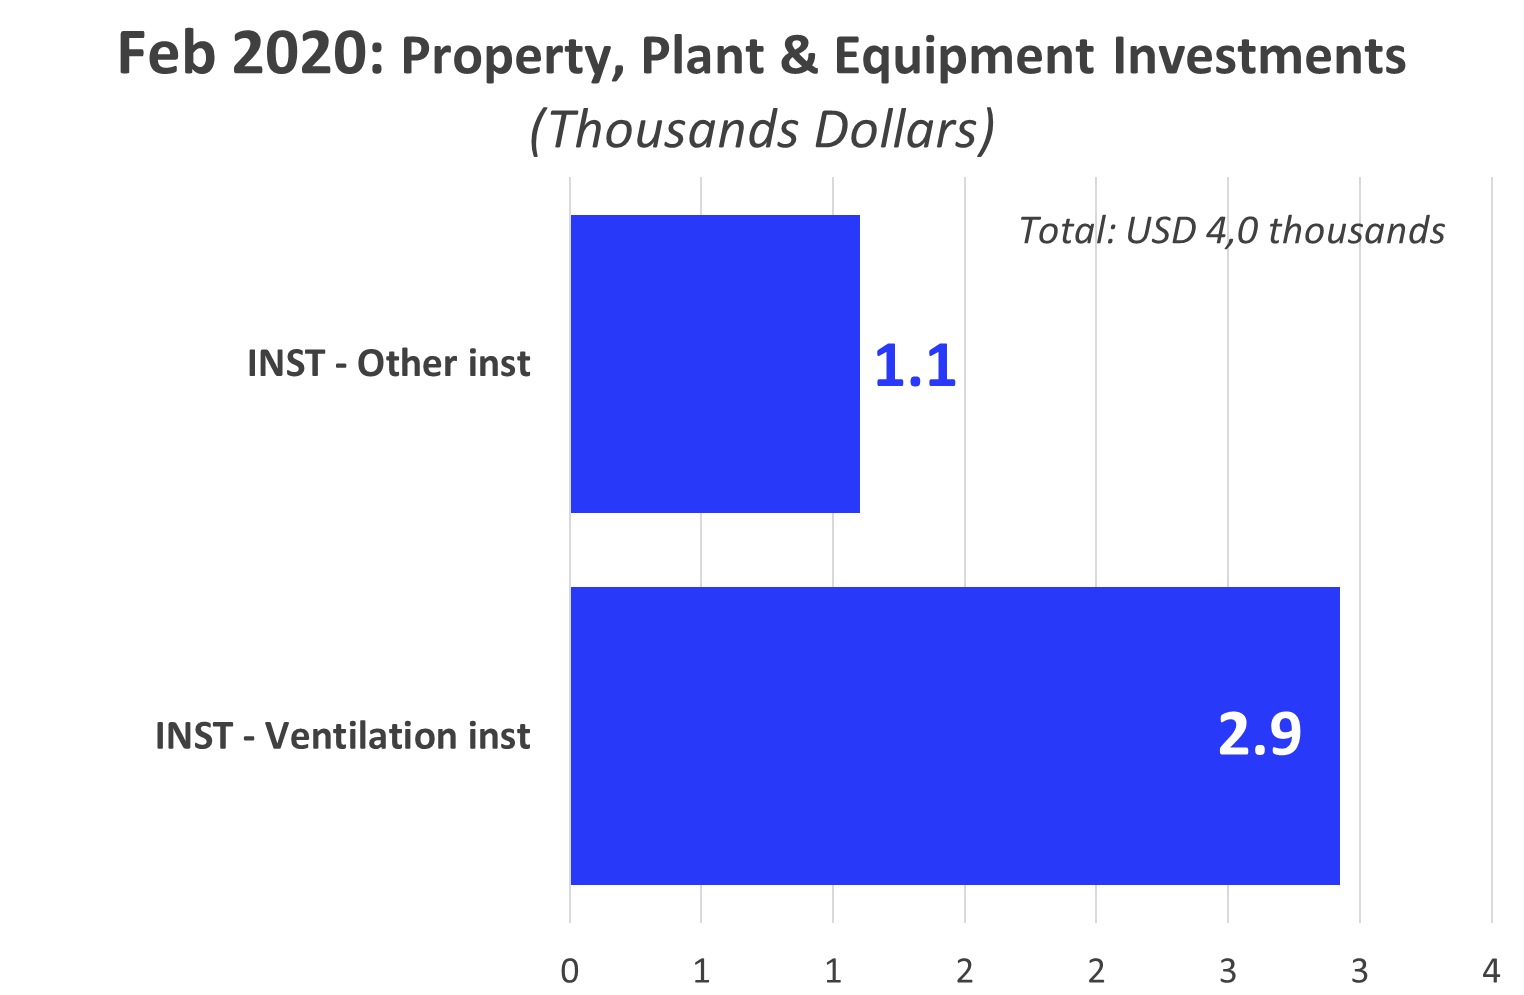 Feb 2020: Property, Plant & Equipment Investments
(Thousands Dollars)
Total: USD 4,0 thousands
INST - Other inst
1.1
INST - Ventilation inst
2.9
0 1 1 2 2 3 3 4